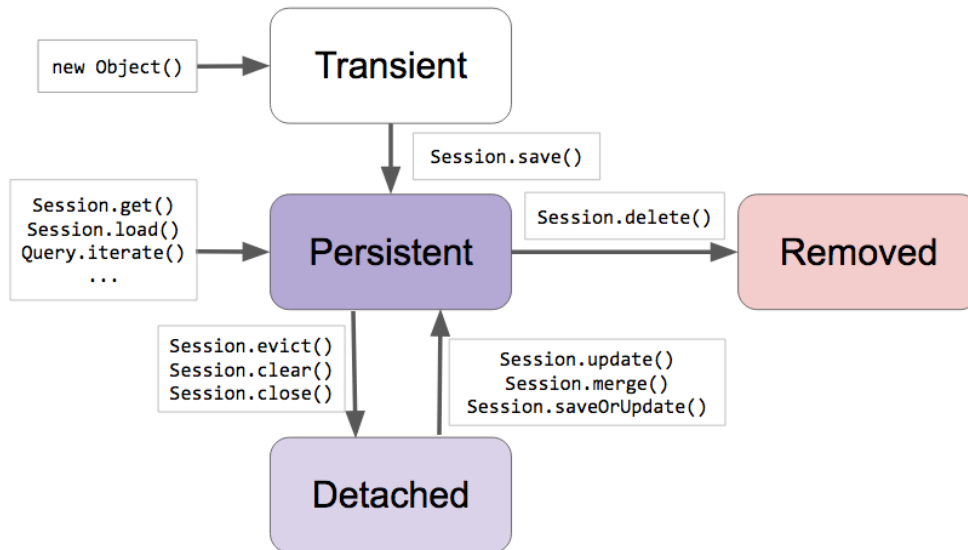 new Object()
Transient
Session.save()
Session.get()
Session.load()
Query.iterate()
...
Persistent
Session.delete()
Removed
Session.evict()
Session.clear()
Session.close()
Session.update()
Session.merge()
Session.saveOrUpdate()
Detached